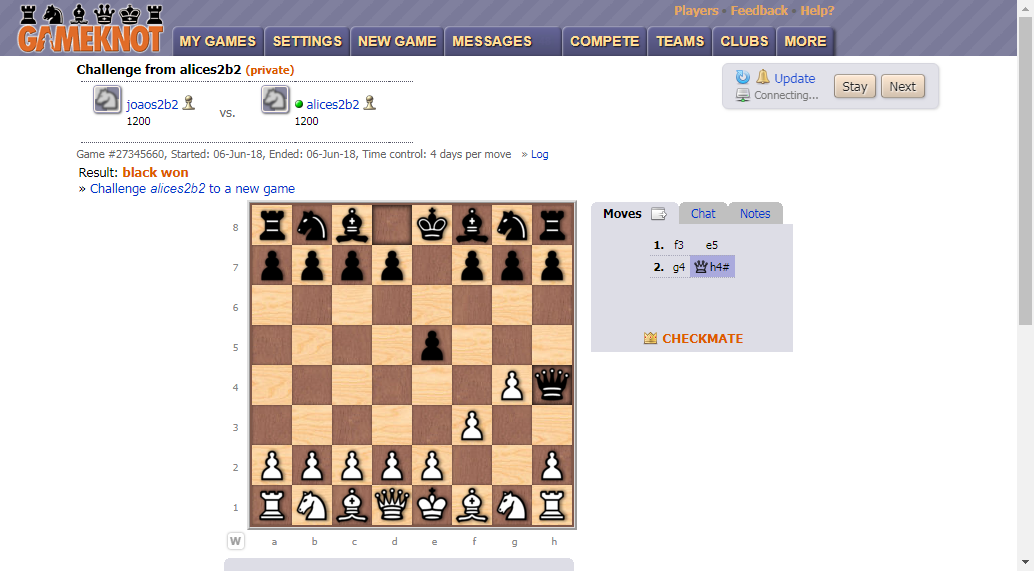 Players • Feedback • Help?
GAMEKNOT
MY GAMES SETTINGS NEW GAME MESSAGES COMPETE TEAMS CLUBS MORE
Challenge from alices2b2 (private)
joaos2b2 vs. alices2b2
1200 1200
Update
Connecting...
Stay Next
Game #27345660, Started: 06-Jun-18, Ended: 06-Jun-18, Time control: 4 days per move » Log
Result: black won
» Challenge alices2b2 to a new game
8
7
6
5
4
3
2
1
W a b c d e f g h
Moves Chat Notes
1. f3 e5
2. g4 h4#
CHECKMATE